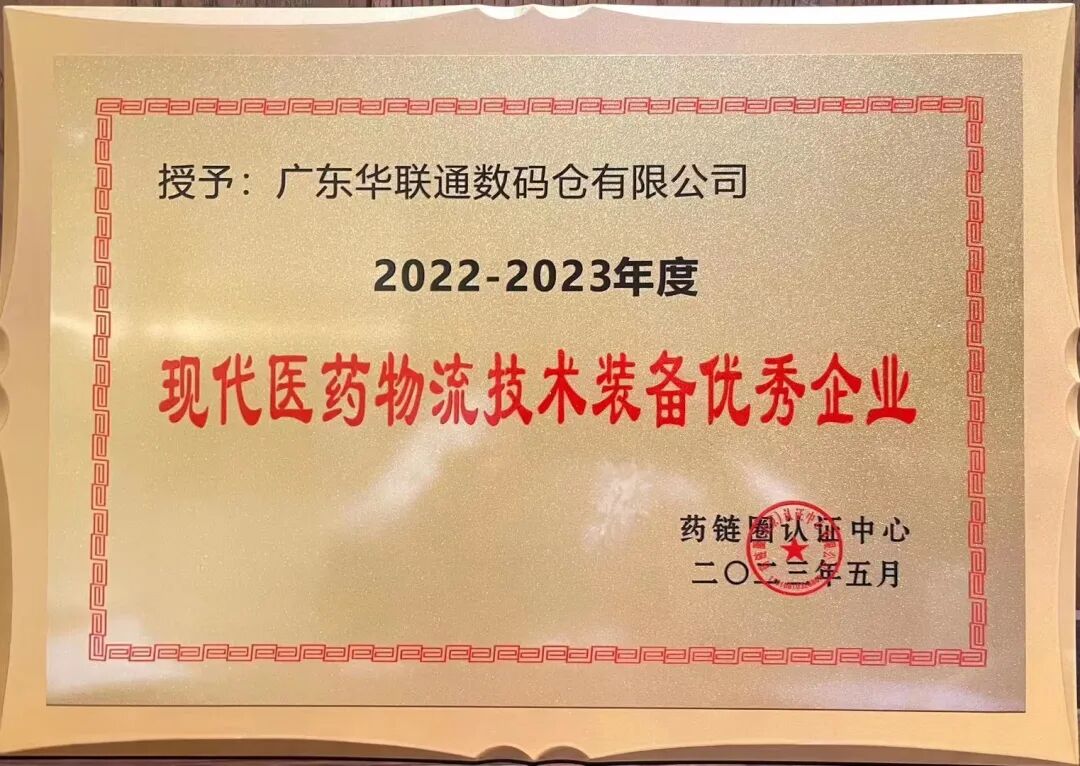 授予：广东华联通数码仓有限公司
2022-2023年度
现代医药物流技术装备优秀企业
药链圈认证中心
二〇二三年五月